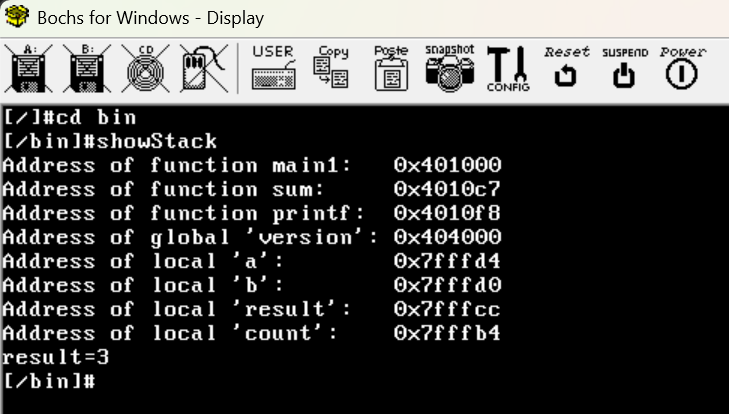 Bochs for Windows - Display
A: B: CD USER Copy Paste snapshot CONFIG Reset SUSPEND Power
[/]#cd bin
[/bin]#showStack
Address of function main1:   0x401000
Address of function sum:     0x4010c7
Address of function printf:  0x4010f8
Address of global 'version': 0x404000
Address of local 'a':        0x7fffd4
Address of local 'b':        0x7fffd0
Address of local 'result':   0x7fffcc
Address of local 'count':    0x7fffb4
result=3
[/bin]#